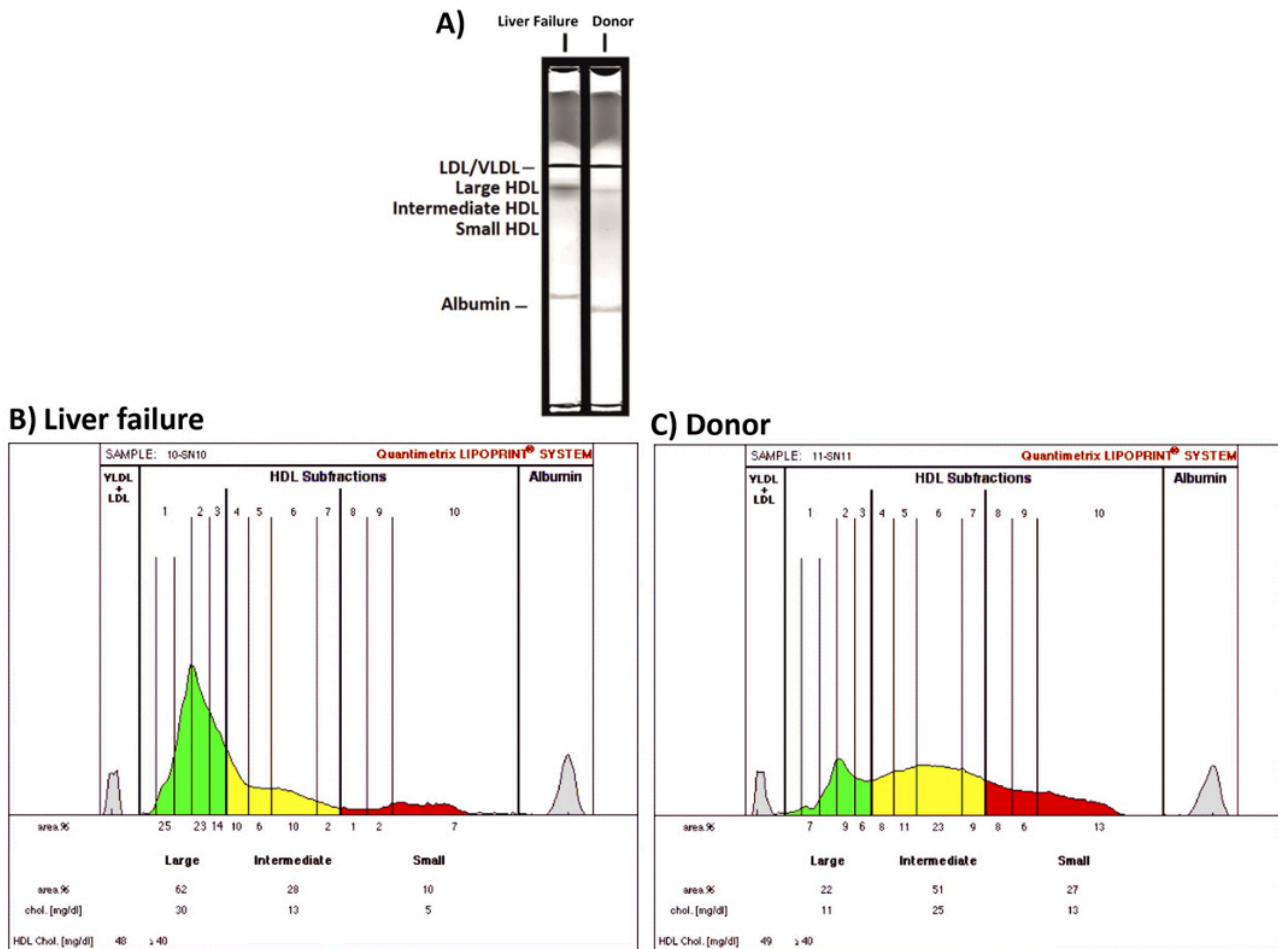 A)
Liver Failure Donor
LDL/VLDL –
Large HDL
Intermediate HDL
Small HDL
Albumin –
B) Liver failure
SAMPLE: 10-SN10 Quantimetrix LIPOPRINT® SYSTEM
VLDL + LDL HDL Subfractions Albumin
1 2 3 4 5 6 7 8 9 10
area.% 25 23 14 10 6 10 2 1 2 7
Large Intermediate Small
area.% 62 28 10
chol. [mg/dl] 30 13 5
HDL Chol. [mg/dl] 48 ≥ 40
C) Donor
SAMPLE: 11-SN11 Quantimetrix LIPOPRINT® SYSTEM
VLDL + LDL HDL Subfractions Albumin
1 2 3 4 5 6 7 8 9 10
area.% 7 9 6 8 11 23 9 8 6 13
Large Intermediate Small
area.% 22 51 27
chol. [mg/dl] 11 25 13
HDL Chol. [mg/dl] 49 ≥ 40